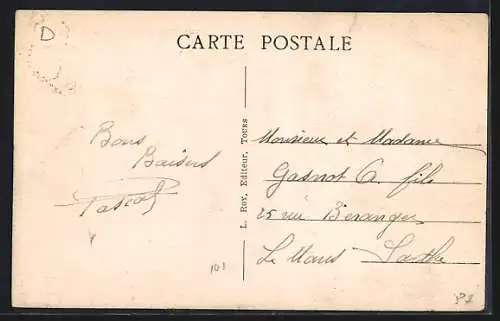 D
CARTE POSTALE
Bons
Baisers
Pascal
L. Roy, Editeur, Tours
Monsieur et Madame
Gasnot A. fils
25 rue Béranger
Le Mans Sarthe
101